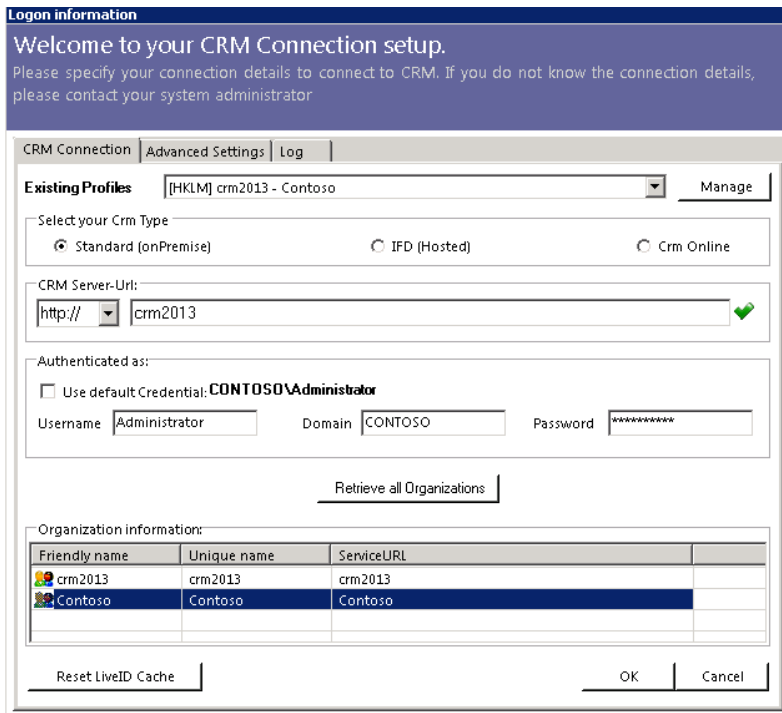 Logon information
Welcome to your CRM Connection setup.
Please specify your connection details to connect to CRM. If you do not know the connection details,
please contact your system administrator
CRM Connection Advanced Settings Log
Existing Profiles [HKLM] crm2013 - Contoso Manage
Select your Crm Type
Standard (onPremise) IFD (Hosted) Crm Online
CRM Server-Url:
http:// crm2013
Authenticated as:
Use default Credential: CONTOSO\Administrator
Username Administrator Domain CONTOSO Password **********
Retrieve all Organizations
Organization information:
Friendly name Unique name ServiceURL
crm2013 crm2013 crm2013
Contoso Contoso Contoso
Reset LiveID Cache OK Cancel